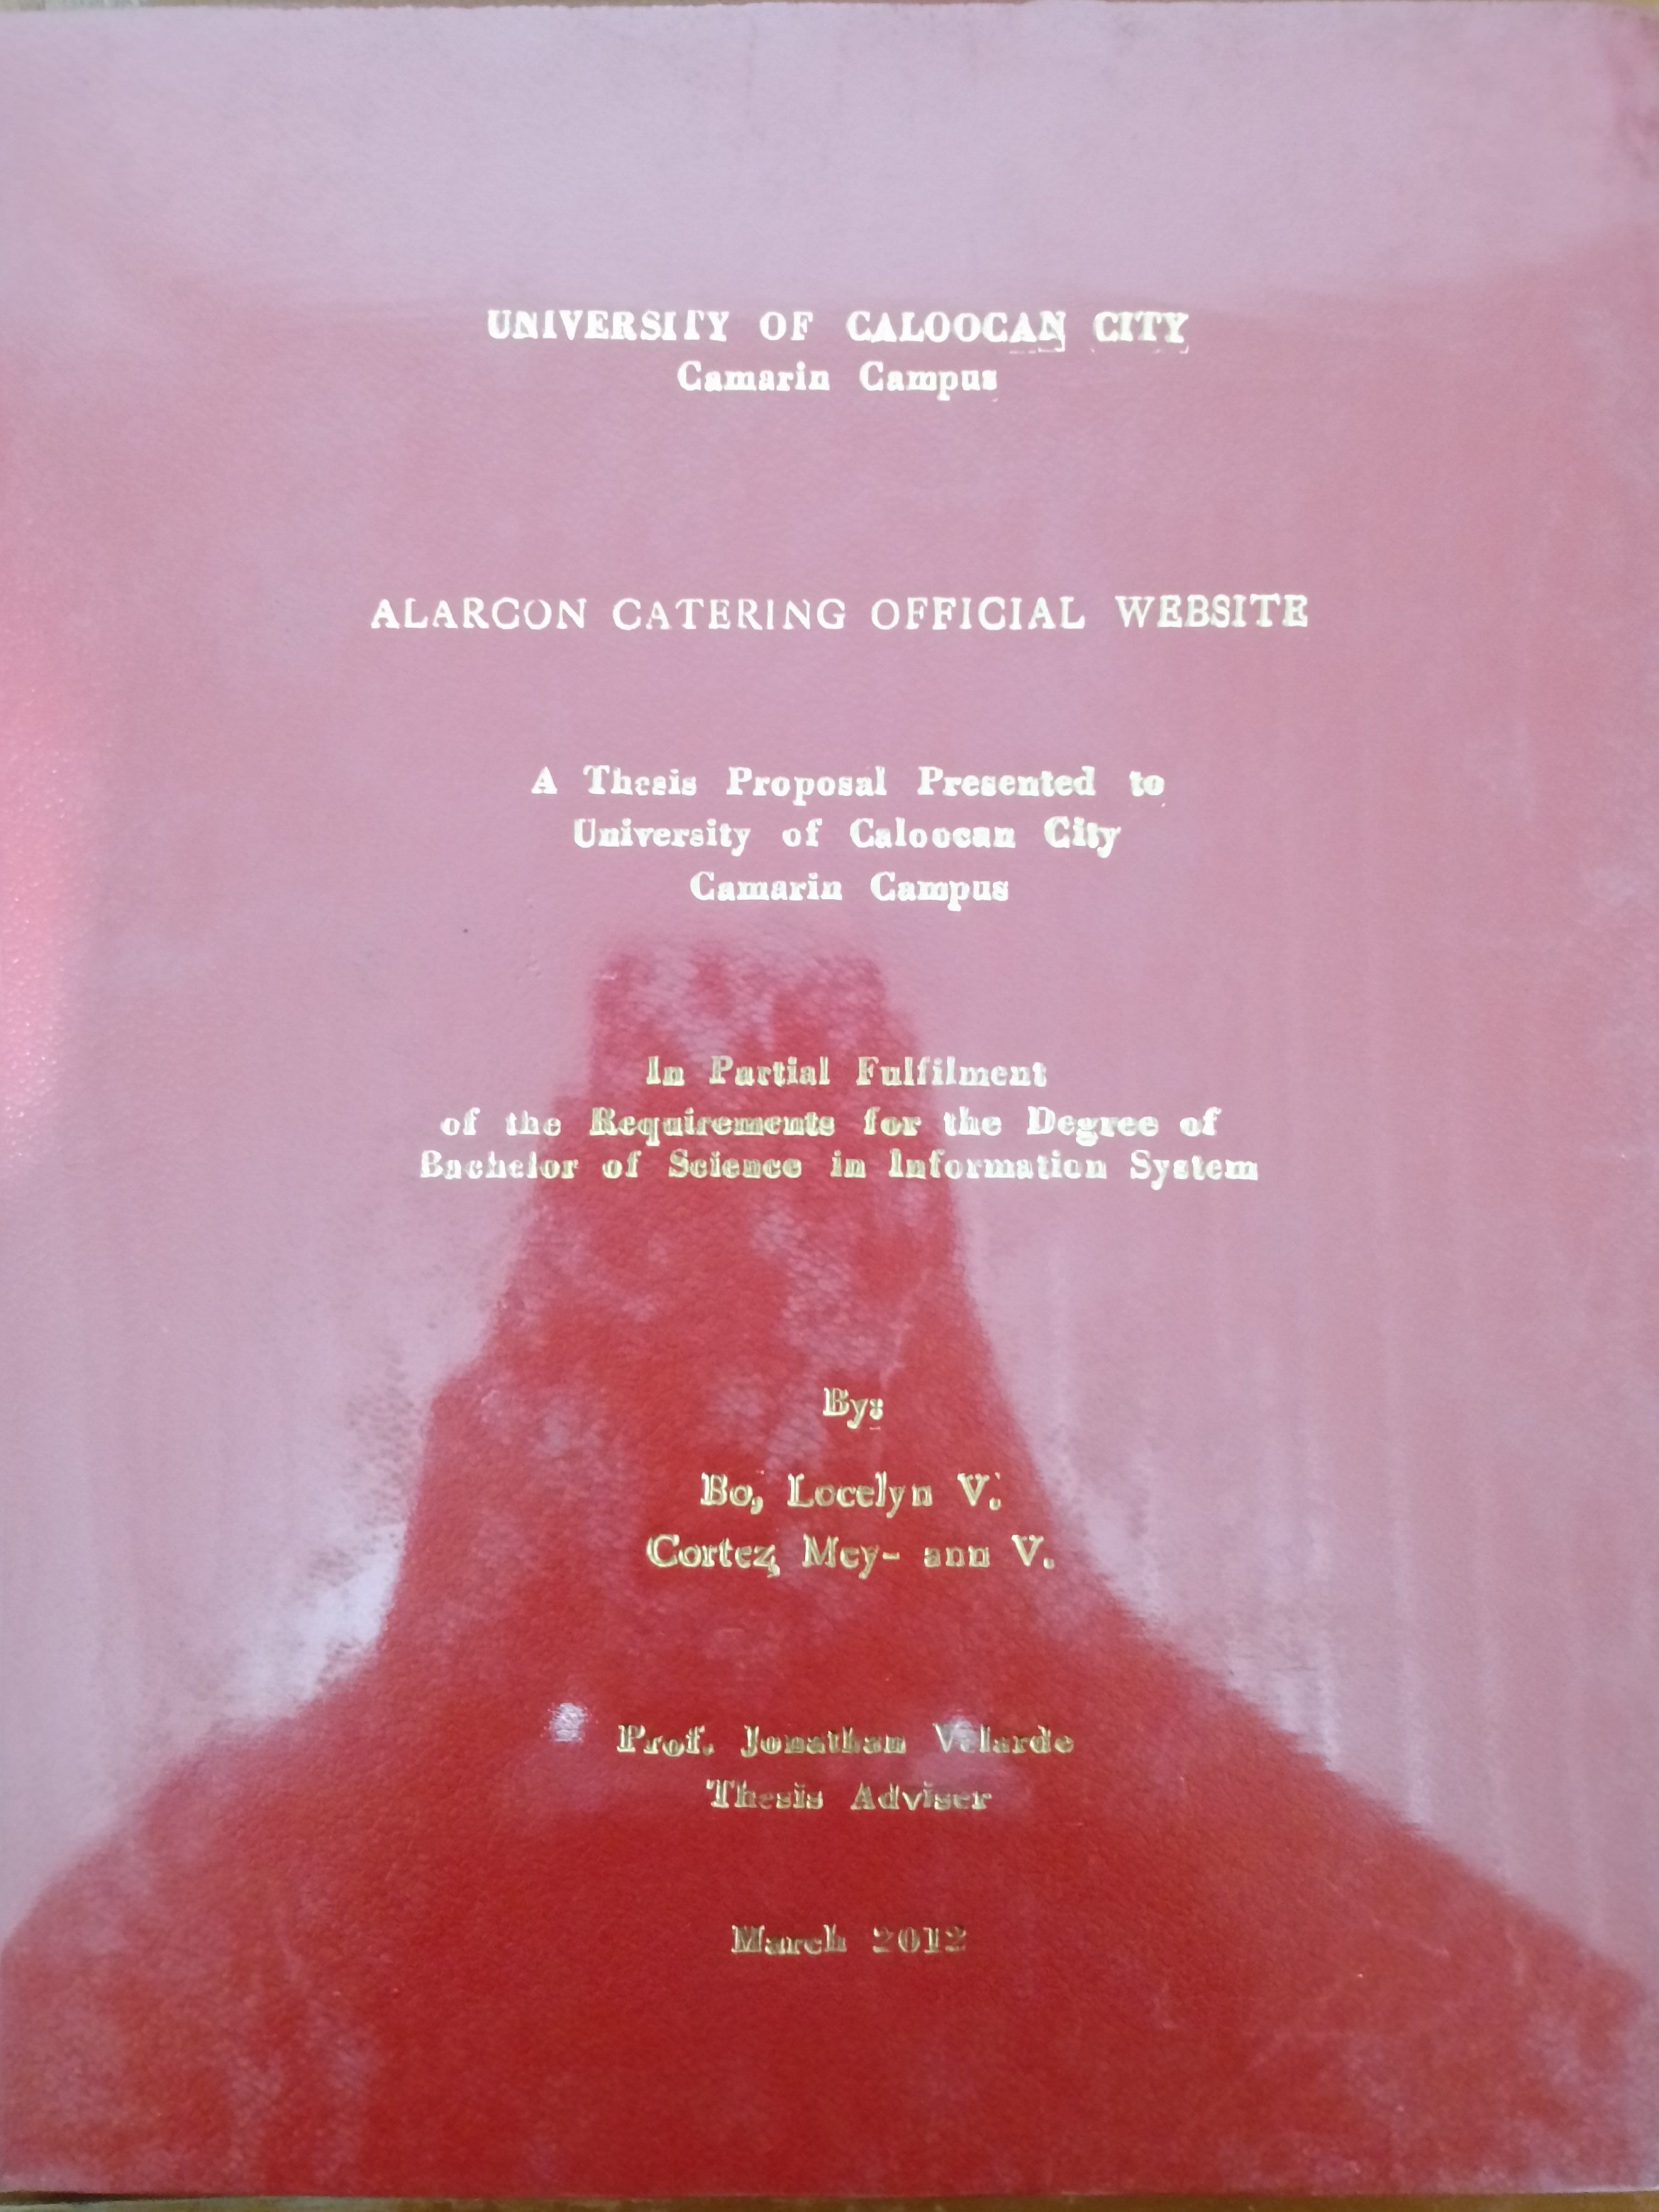 UNIVERSITY OF CALOOCAN CITY
Camarin Campus
ALARCON CATERING OFFICIAL WEBSITE
A Thesis Proposal Presented to
University of Caloocan City
Camarin Campus
In Partial Fulfilment
of the Requirements for the Degree of
Bachelor of Science in Information System
By:
Bo, Locelyn V.
Cortez, Mey- ann V.
Prof. Jonathan Velarde
Thesis Adviser
March 2012